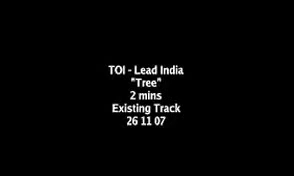 TOI - Lead India
"Tree"
2 mins
Existing Track
26 11 07